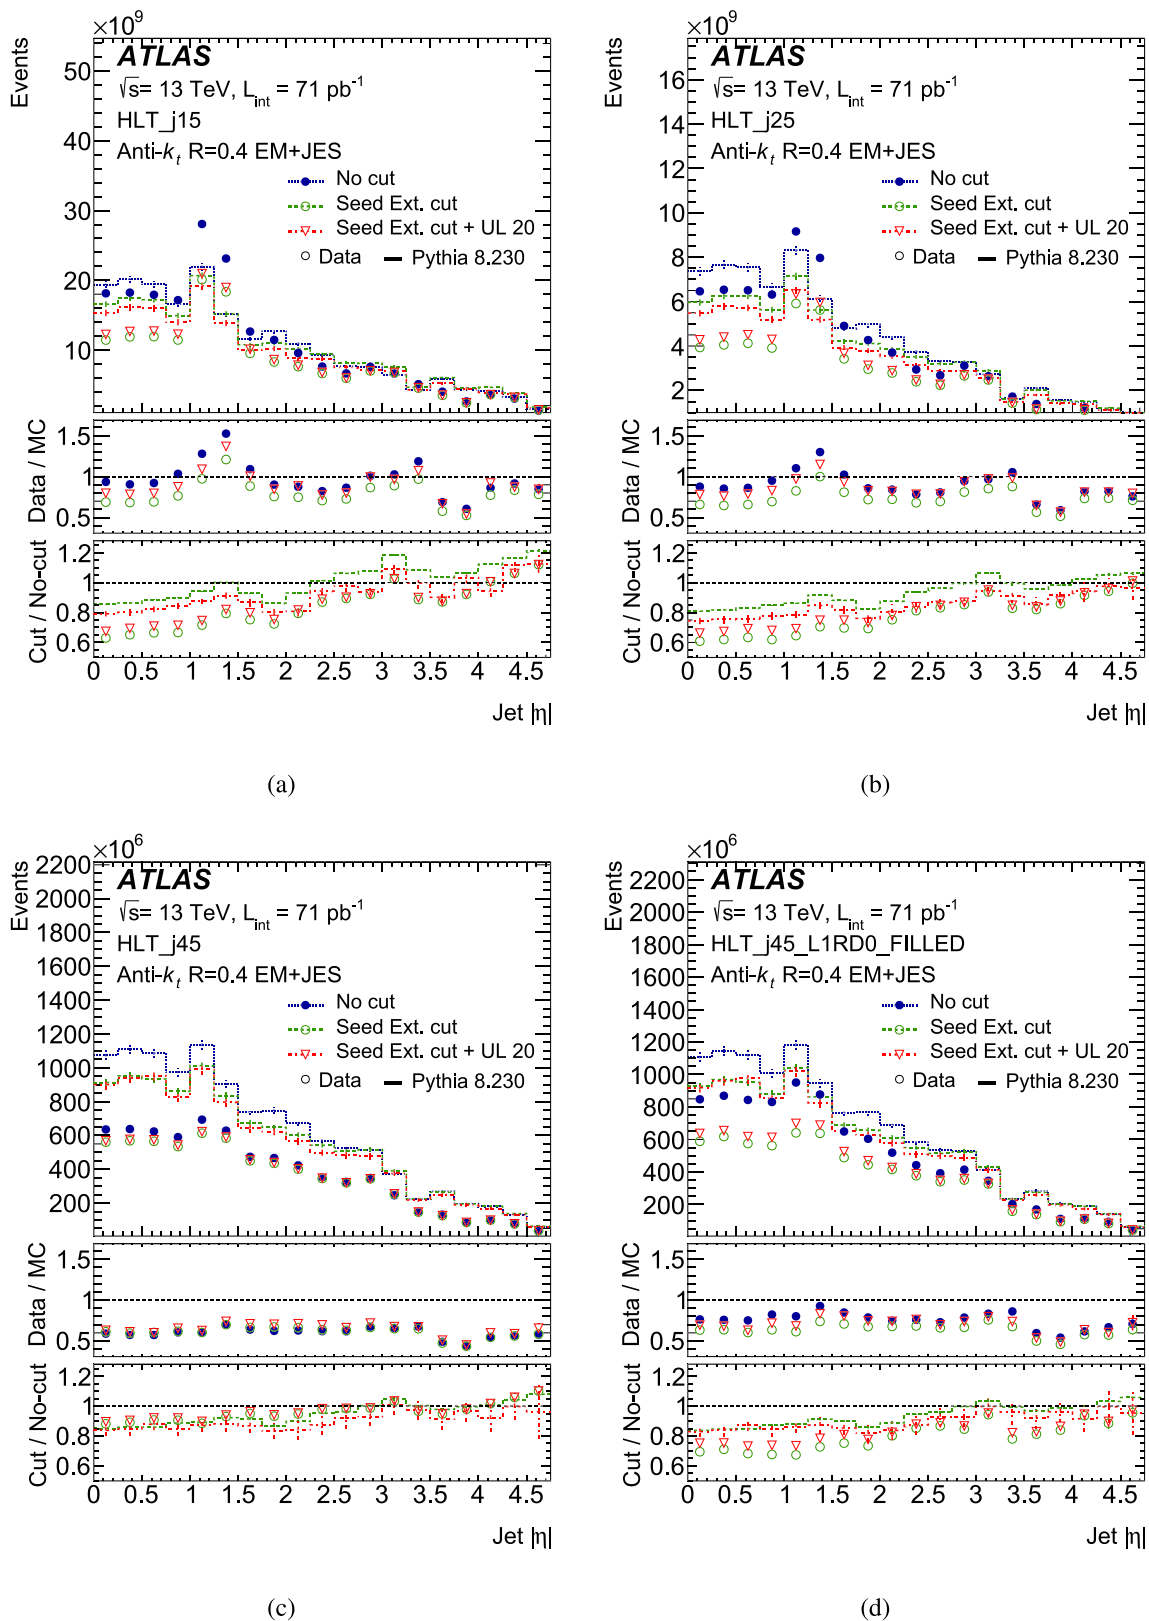 ×10⁹
Events
ATLAS
√s= 13 TeV, L_int = 71 pb⁻¹
HLT_j15
Anti-k_t R=0.4 EM+JES
No cut
Seed Ext. cut
Seed Ext. cut + UL 20
Data Pythia 8.230
50
40
30
20
10
Data / MC
1.5
1
0.5
Cut / No-cut
1.2
1
0.8
0.6
0 0.5 1 1.5 2 2.5 3 3.5 4 4.5
Jet |η|
(a)
×10⁹
Events
ATLAS
√s= 13 TeV, L_int = 71 pb⁻¹
HLT_j25
Anti-k_t R=0.4 EM+JES
No cut
Seed Ext. cut
Seed Ext. cut + UL 20
Data Pythia 8.230
16
14
12
10
8
6
4
2
Data / MC
1.5
1
0.5
Cut / No-cut
1.2
1
0.8
0.6
0 0.5 1 1.5 2 2.5 3 3.5 4 4.5
Jet |η|
(b)
×10⁶
Events
ATLAS
√s= 13 TeV, L_int = 71 pb⁻¹
HLT_j45
Anti-k_t R=0.4 EM+JES
No cut
Seed Ext. cut
Seed Ext. cut + UL 20
Data Pythia 8.230
2200
2000
1800
1600
1400
1200
1000
800
600
400
200
Data / MC
1.5
1
0.5
Cut / No-cut
1.2
1
0.8
0.6
0 0.5 1 1.5 2 2.5 3 3.5 4 4.5
Jet |η|
(c)
×10⁶
Events
ATLAS
√s= 13 TeV, L_int = 71 pb⁻¹
HLT_j45_L1RD0_FILLED
Anti-k_t R=0.4 EM+JES
No cut
Seed Ext. cut
Seed Ext. cut + UL 20
Data Pythia 8.230
2200
2000
1800
1600
1400
1200
1000
800
600
400
200
Data / MC
1.5
1
0.5
Cut / No-cut
1.2
1
0.8
0.6
0 0.5 1 1.5 2 2.5 3 3.5 4 4.5
Jet |η|
(d)